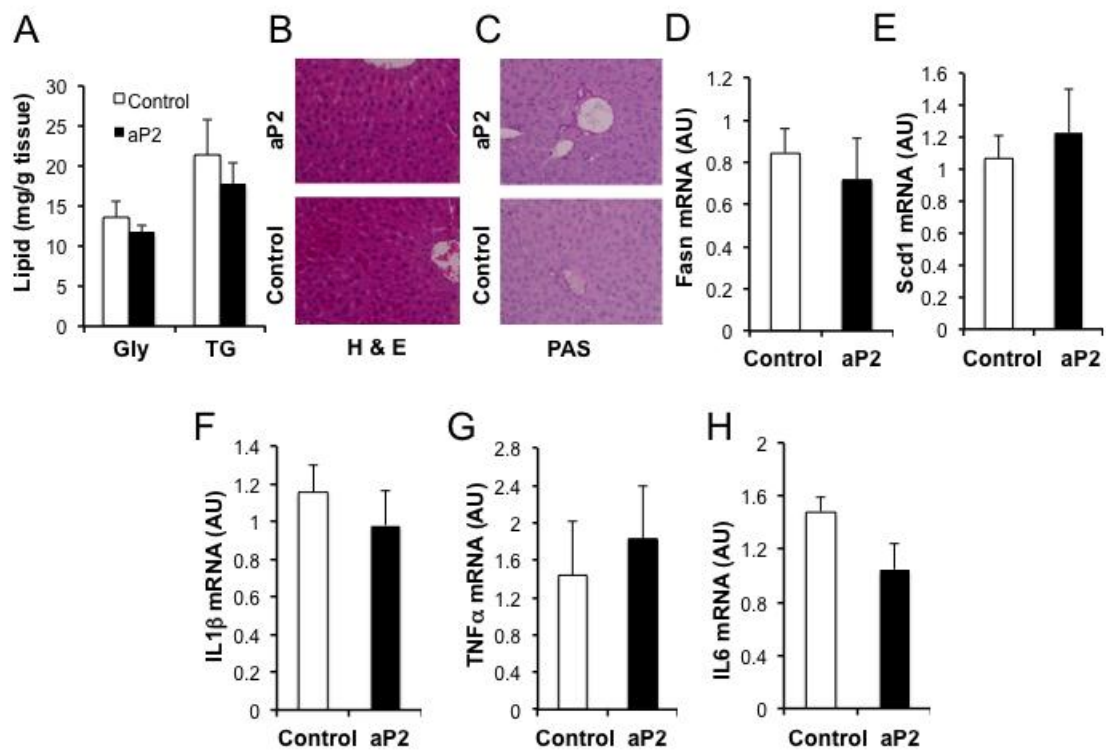 A
Lipid (mg/g tissue)
30
25
20
15
10
5
0
Control
aP2
Gly TG
B
aP2
Control
H & E
C
aP2
Control
PAS
D
Fasn mRNA (AU)
1.2
1
0.8
0.6
0.4
0.2
0
Control aP2
E
Scd1 mRNA (AU)
1.6
1.4
1.2
1
0.8
0.6
0.4
0.2
0
Control aP2
F
IL1β mRNA (AU)
1.4
1.2
1
0.8
0.6
0.4
0.2
0
Control aP2
G
TNFα mRNA (AU)
2.8
2.4
2
1.6
1.2
0.8
0.4
0
Control aP2
H
IL6 mRNA (AU)
2
1.6
1.2
0.8
0.4
0
Control aP2